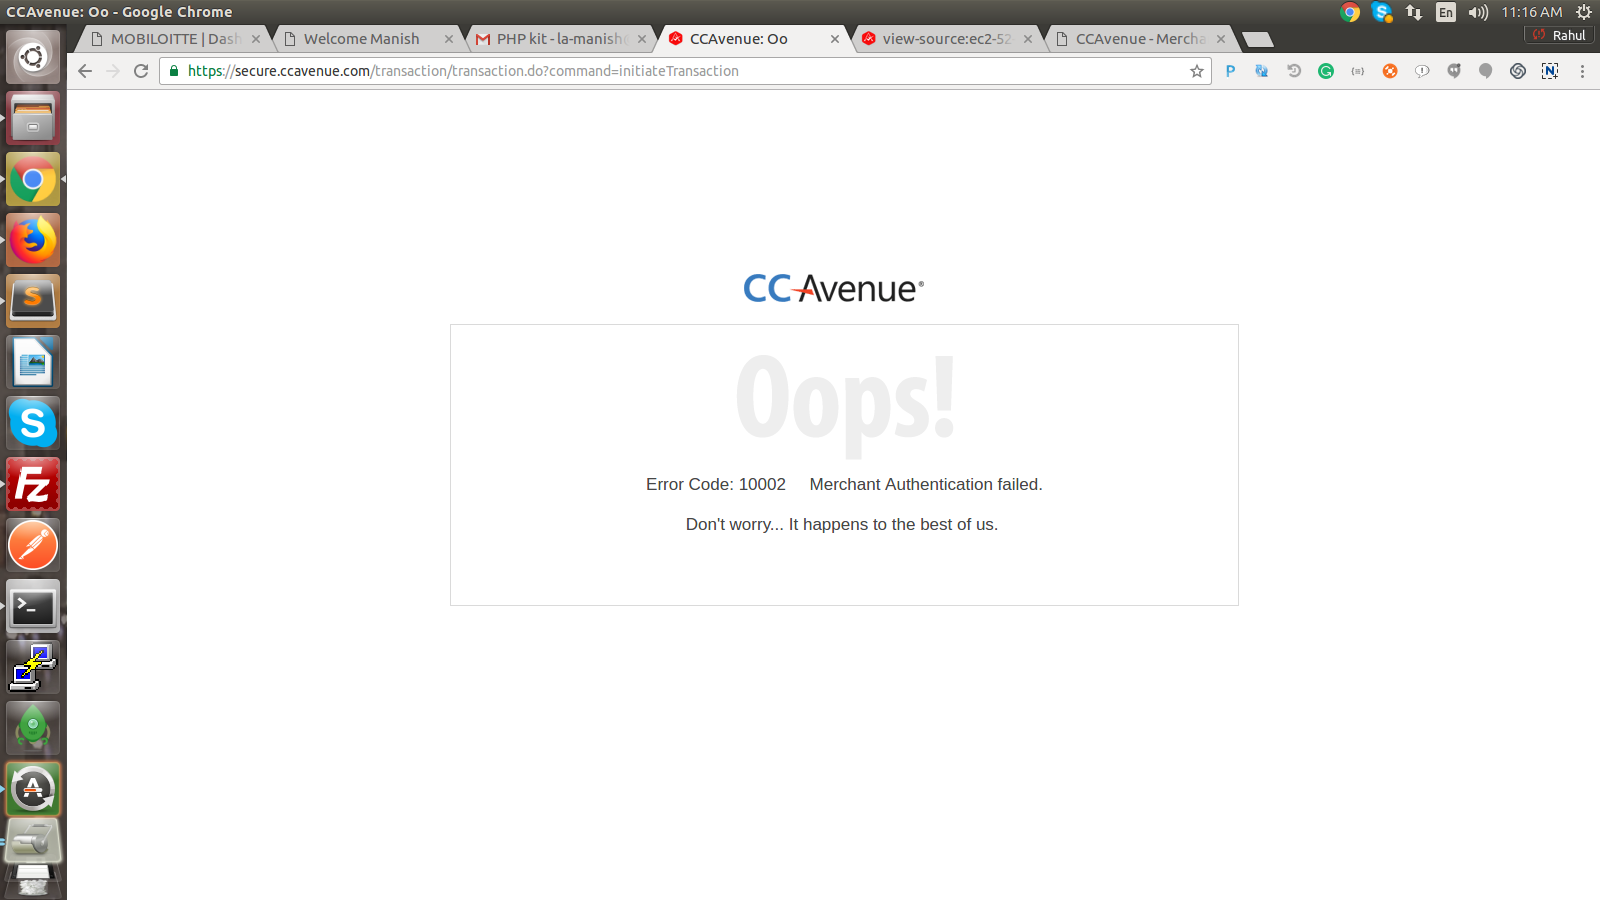 CCAvenue: Oo - Google Chrome
En
11:16 AM
MOBILOITTE | Dash
Welcome Manish
PHP kit - la-manish
CCAvenue: Oo
view-source:ec2-52
CCAvenue - Mercha
Rahul
https://secure.ccavenue.com/transaction/transaction.do?command=initiateTransaction
CC Avenue®
Oops!
Error Code: 10002 Merchant Authentication failed.
Don't worry... It happens to the best of us.